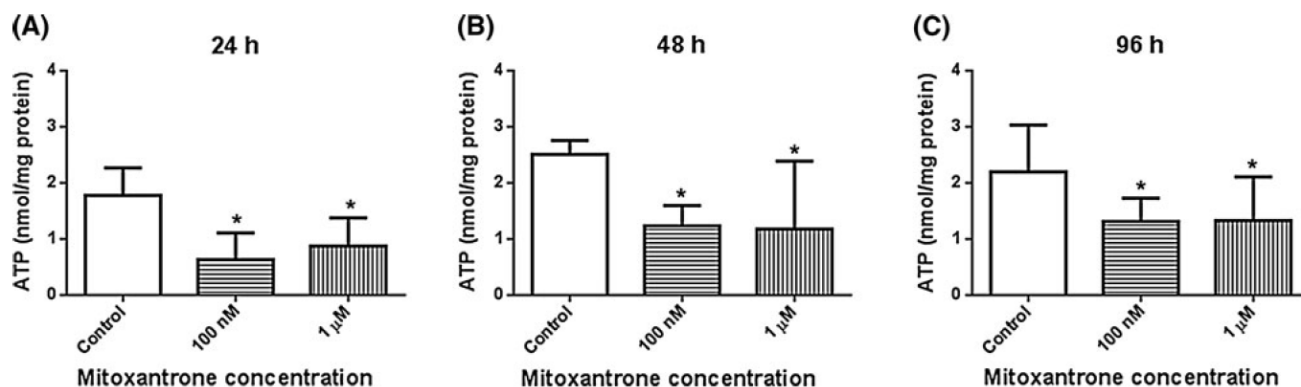 (A)
24 h
ATP (nmol/mg protein)
4
3
2
1
0
*
*
Control
100 nM
1 μM
Mitoxantrone concentration
(B)
48 h
ATP (nmol/mg protein)
4
3
2
1
0
*
*
Control
100 nM
1 μM
Mitoxantrone concentration
(C)
96 h
ATP (nmol/mg protein)
4
3
2
1
0
*
*
Control
100 nM
1 μM
Mitoxantrone concentration